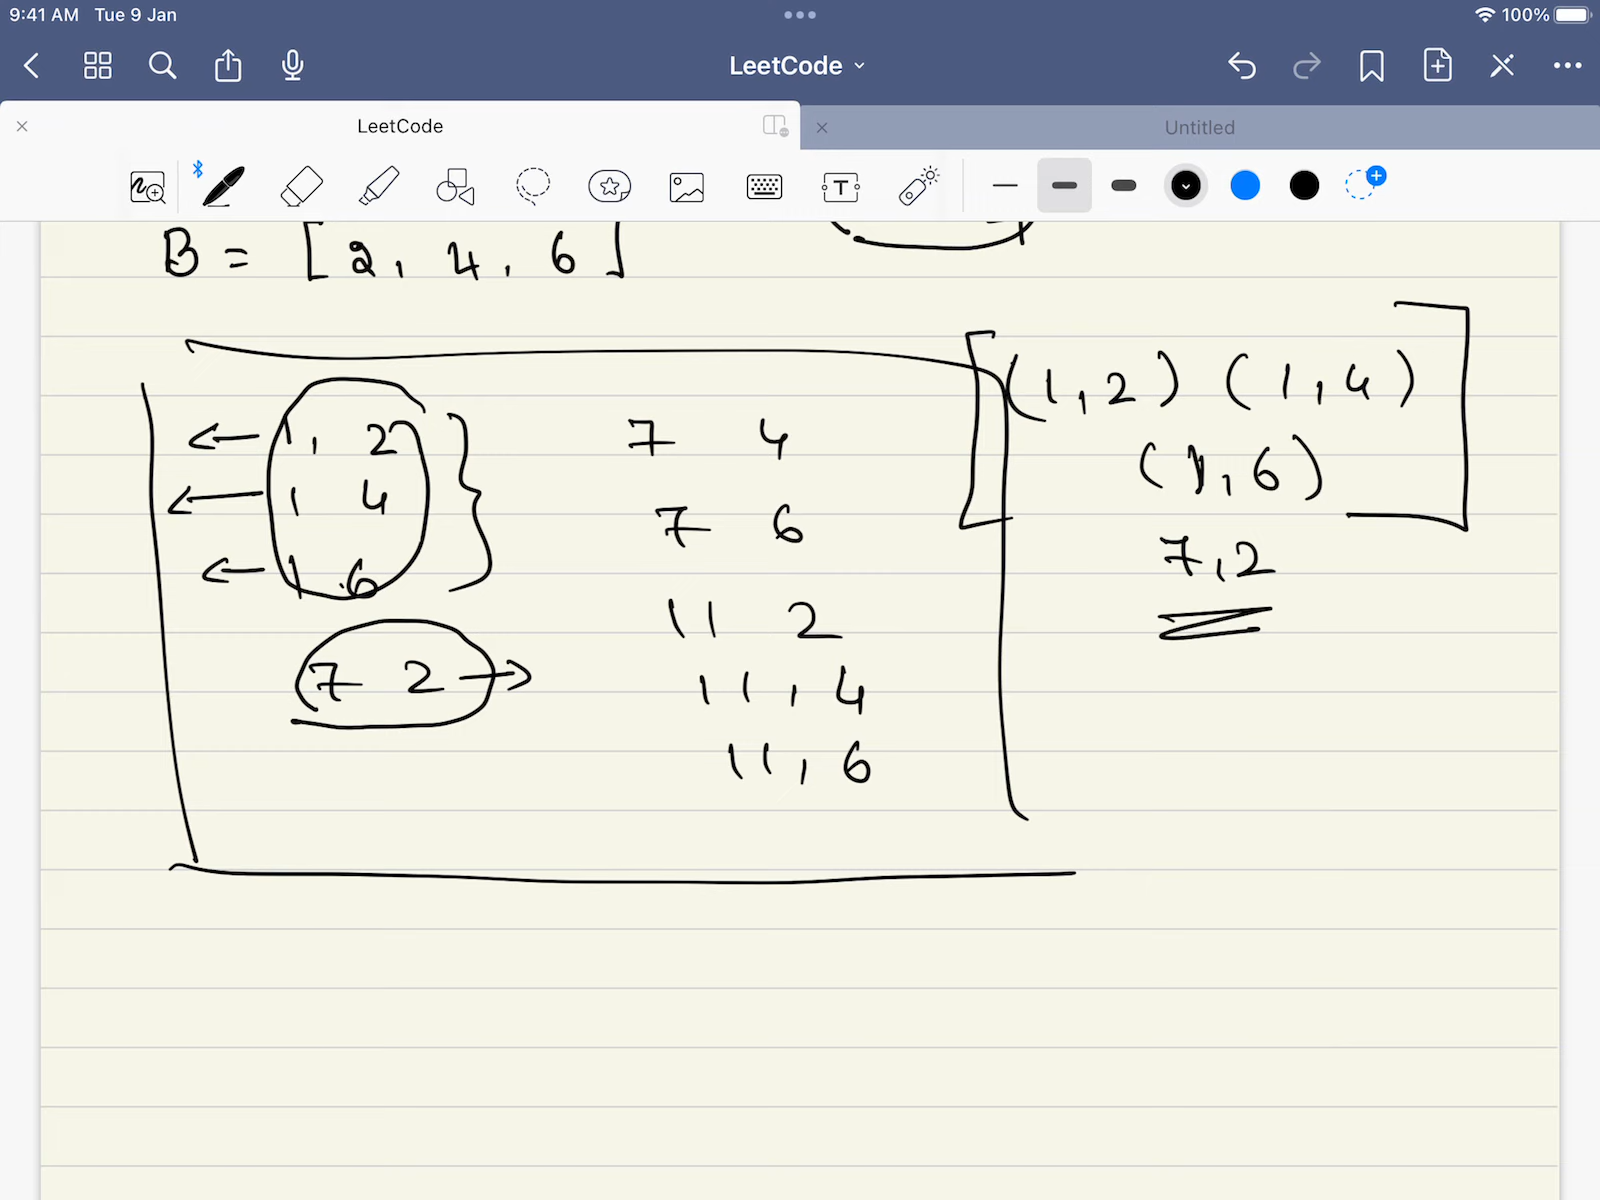 9:41 AM Tue 9 Jan
100%
LeetCode
LeetCode
Untitled
T
B = [2, 4, 6]
1, 2
1 4
1 6
7 2
7 4
7 6
11 2
11, 4
11, 6
(1,2) (1,4)
(1,6)
7,2